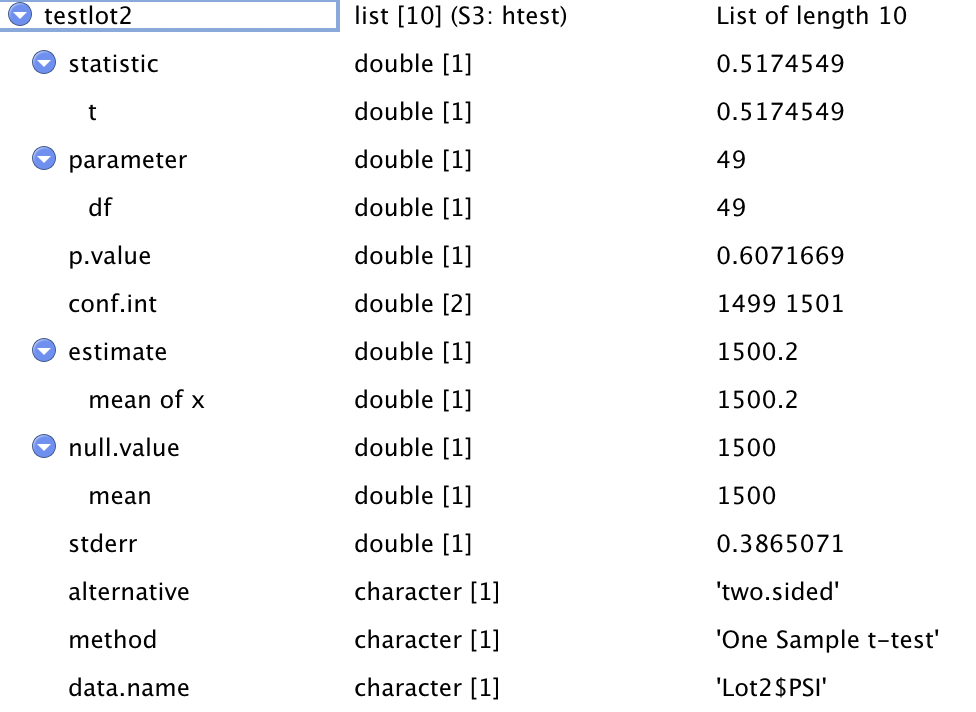 testlot2 list [10] (S3: htest) List of length 10
statistic double [1] 0.5174549
t double [1] 0.5174549
parameter double [1] 49
df double [1] 49
p.value double [1] 0.6071669
conf.int double [2] 1499 1501
estimate double [1] 1500.2
mean of x double [1] 1500.2
null.value double [1] 1500
mean double [1] 1500
stderr double [1] 0.3865071
alternative character [1] 'two.sided'
method character [1] 'One Sample t-test'
data.name character [1] 'Lot2$PSI'